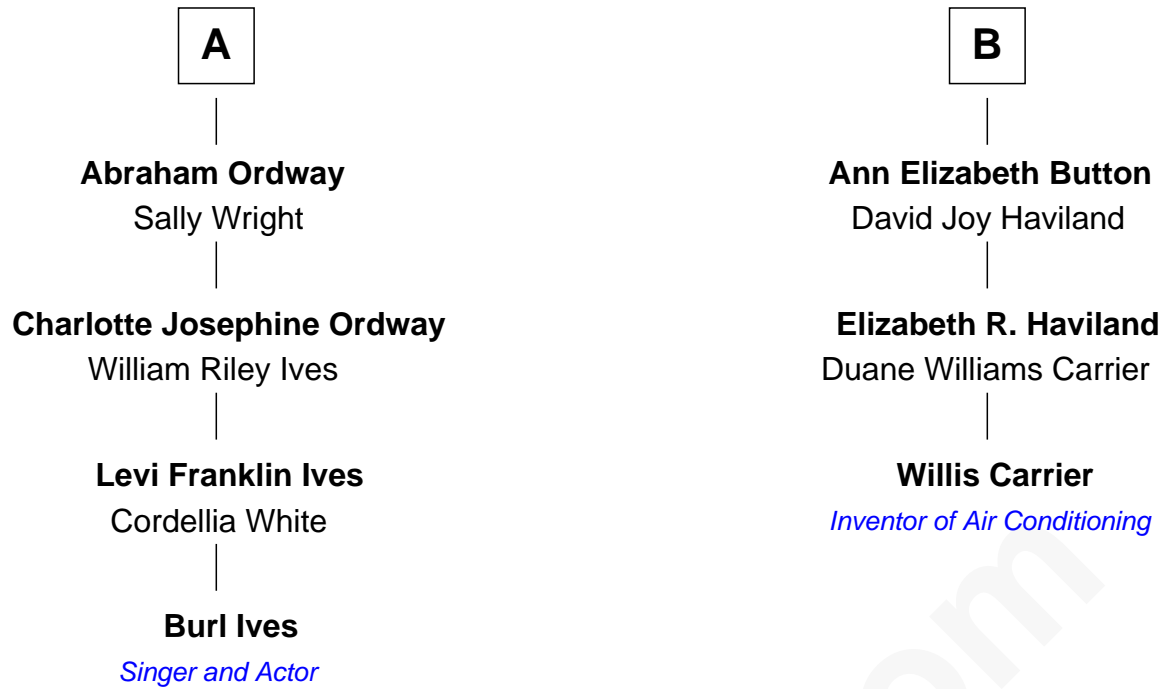 A
Abraham Ordway
Sally Wright
Charlotte Josephine Ordway
William Riley Ives
Levi Franklin Ives
Cordellia White
Burl Ives
Singer and Actor
B
Ann Elizabeth Button
David Joy Haviland
Elizabeth R. Haviland
Duane Williams Carrier
Willis Carrier
Inventor of Air Conditioning
om